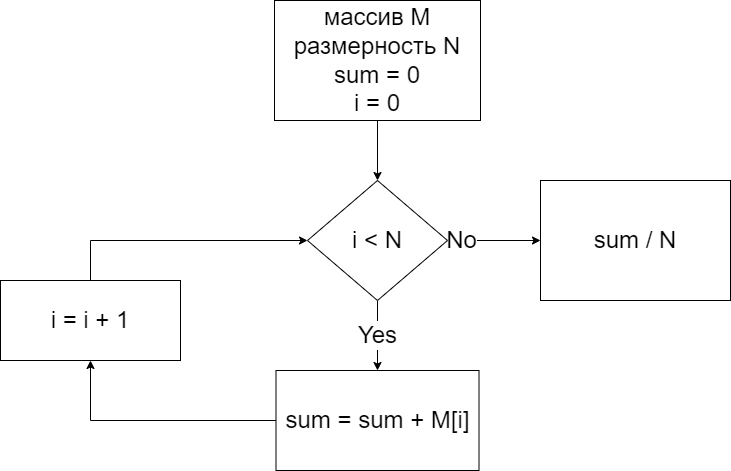 массив M
размерность N
sum = 0
i = 0
i < N
No
sum / N
i = i + 1
Yes
sum = sum + M[i]